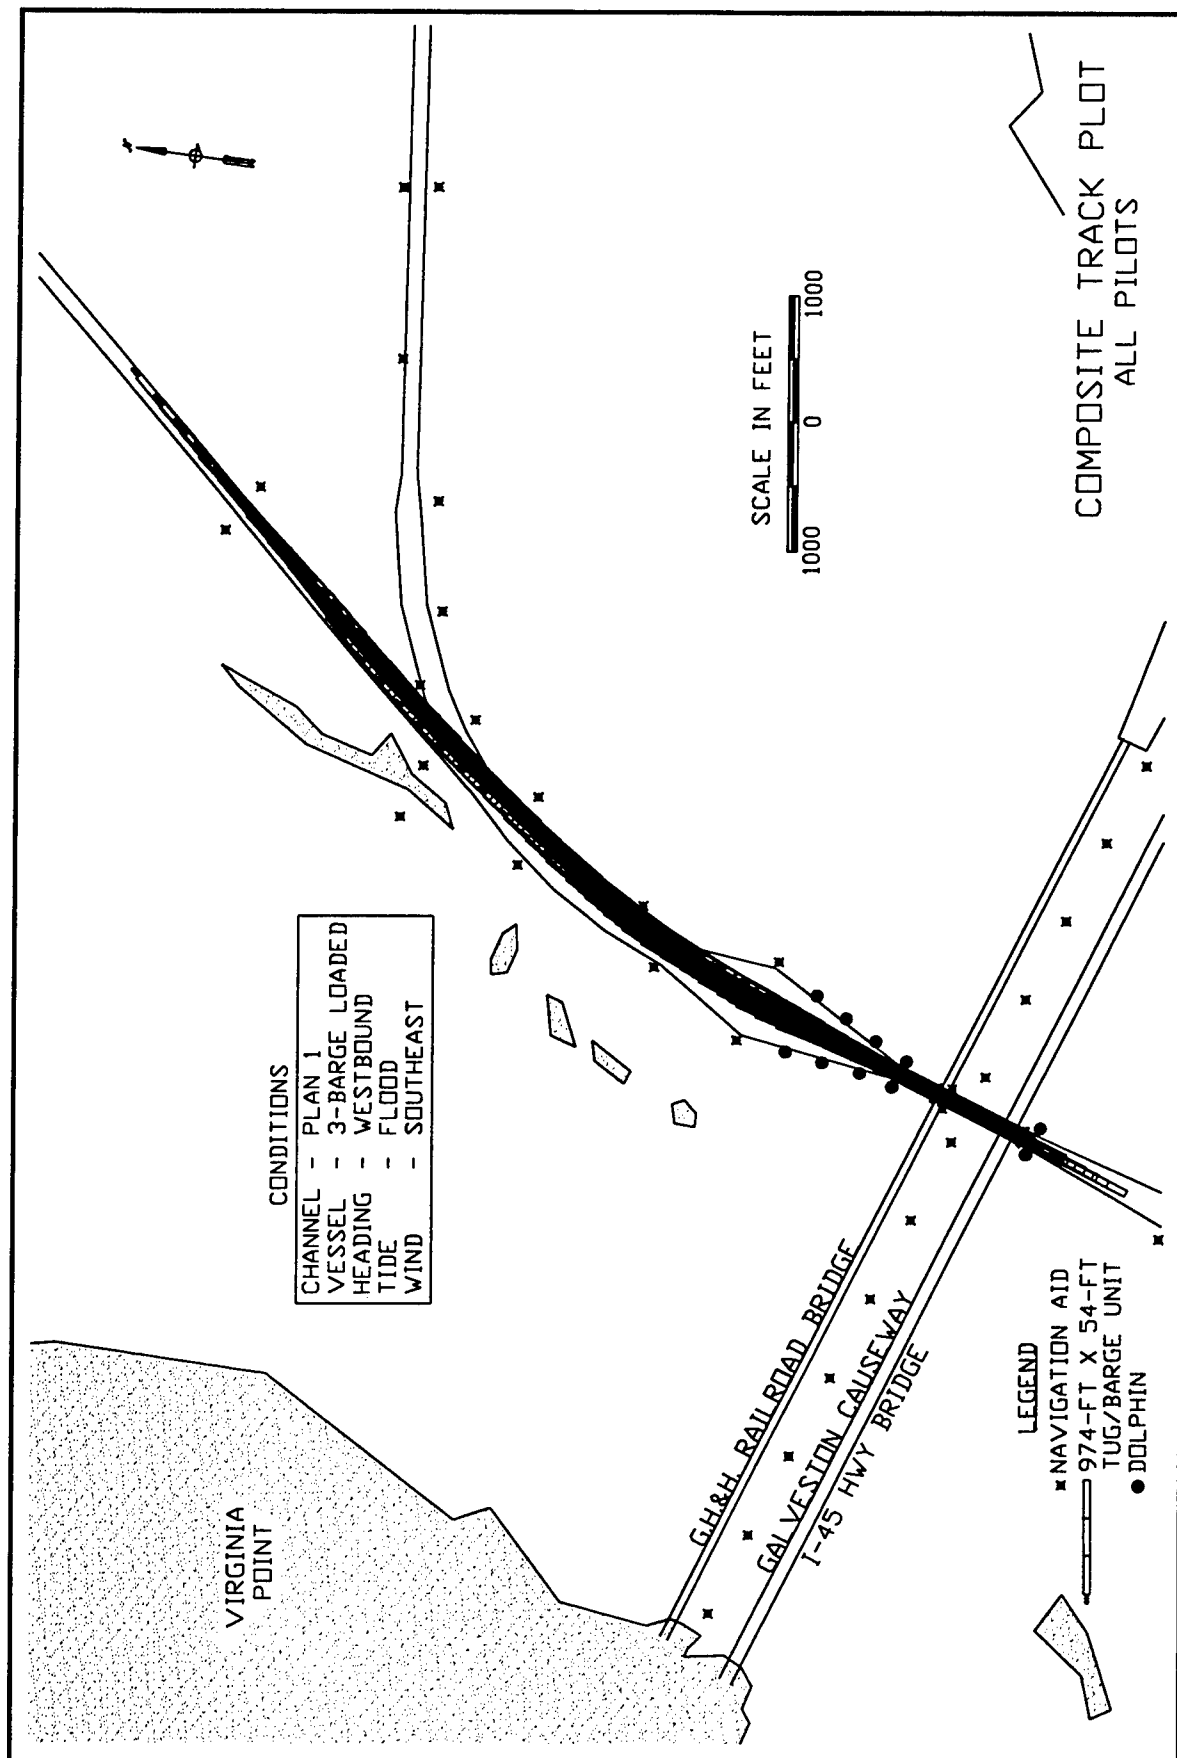 CONDITIONS
CHANNEL - PLAN 1
VESSEL - 3-BARGE LOADED
HEADING - WESTBOUND
TIDE - FLOOD
WIND - SOUTHEAST
VIRGINIA
POINT
N
SCALE IN FEET
1000 0 1000
G.H.&H. RAILROAD BRIDGE
GALVESTON CAUSEWAY
I-45 HWY BRIDGE
LEGEND
NAVIGATION AID
974-FT X 54-FT
TUG/BARGE UNIT
DOLPHIN
COMPOSITE TRACK PLOT
ALL PILOTS